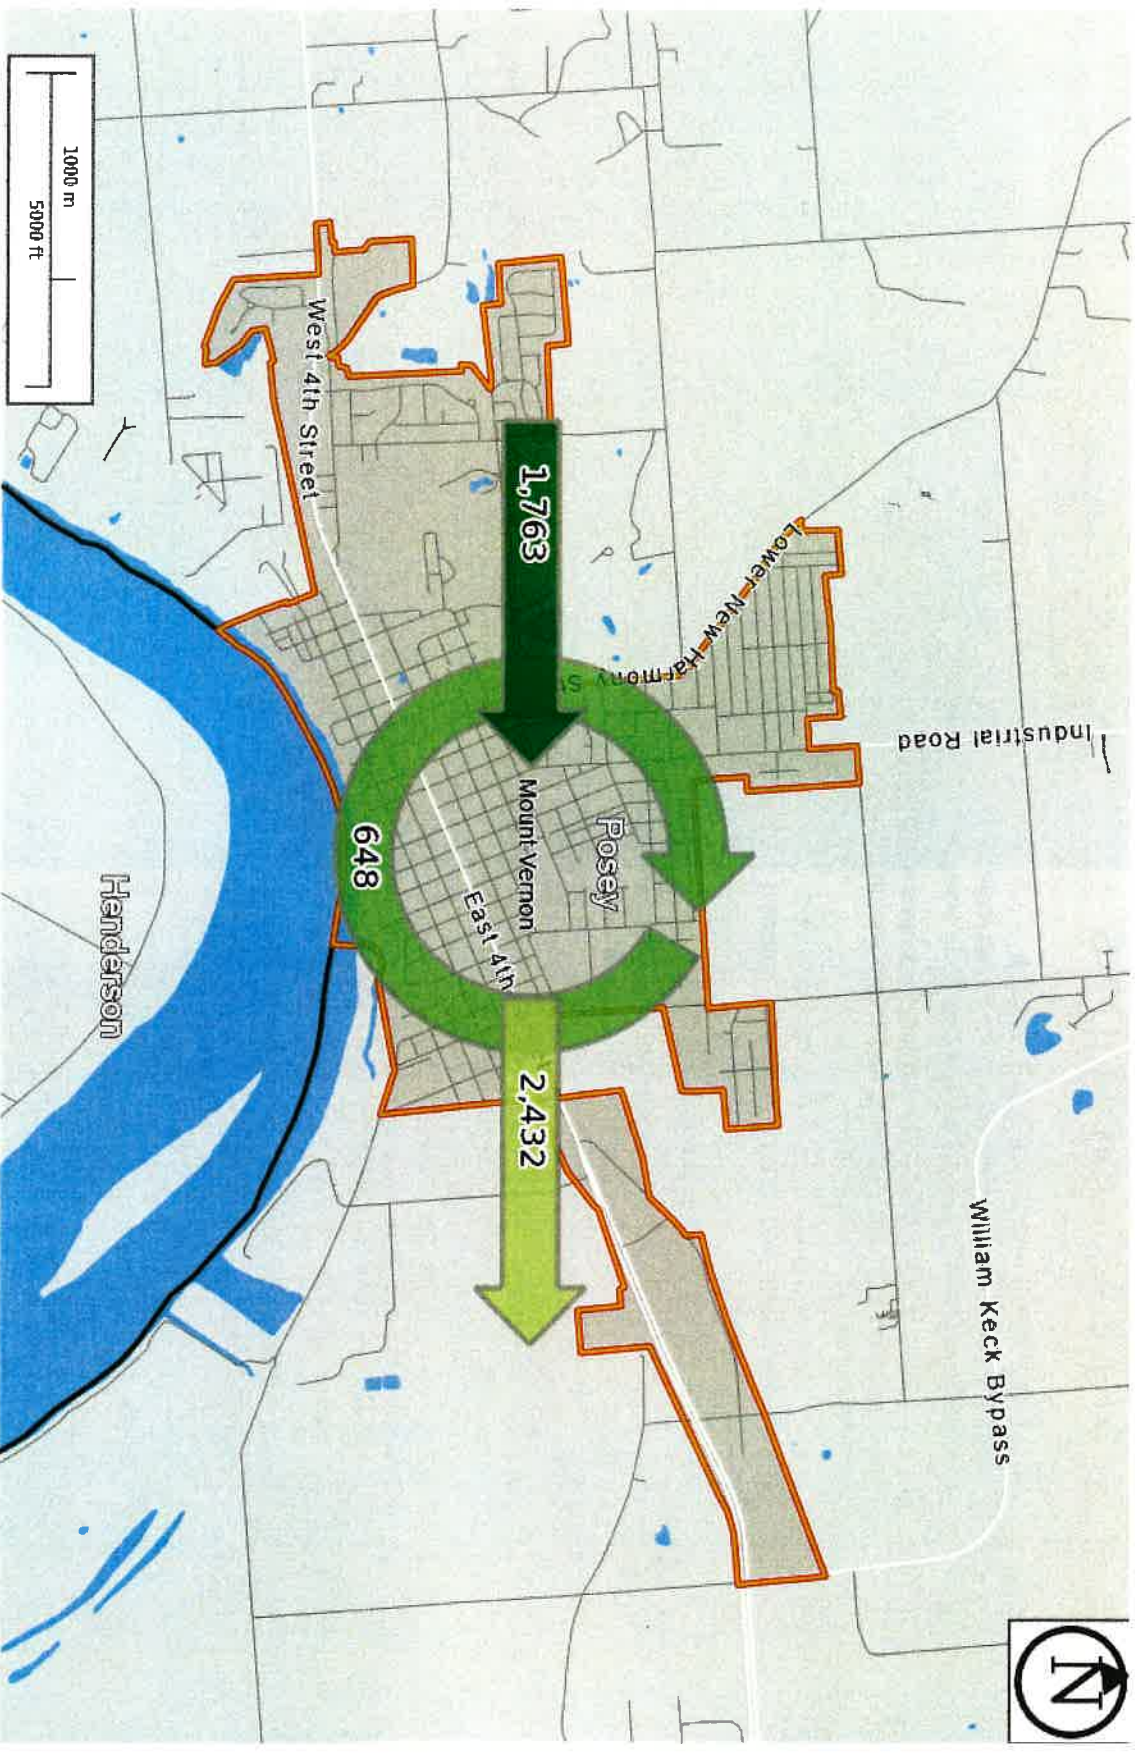 N
Industrial Road
William Keck Bypass
Lower New Harmony
Posey
1,763
Mount Vernon
2,432
East 4th
West 4th Street
648
Henderson
1000 m
5000 ft